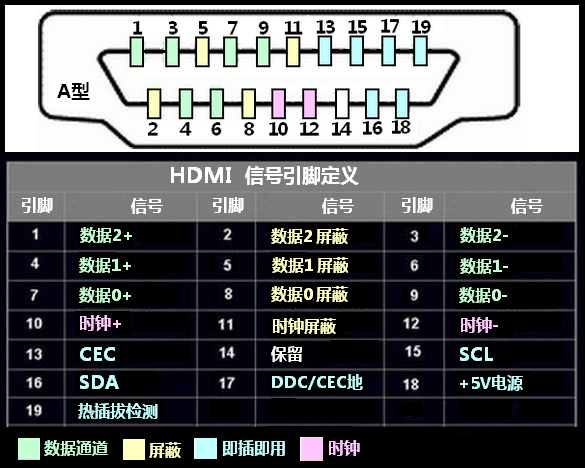 1 3 5 7 9 11 13 15 17 19
A型
2 4 6 8 10 12 14 16 18
HDMI 信号引脚定义
引脚 信号 引脚 信号 引脚 信号
1 数据2+ 2 数据2屏蔽 3 数据2-
4 数据1+ 5 数据1屏蔽 6 数据1-
7 数据0+ 8 数据0屏蔽 9 数据0-
10 时钟+ 11 时钟屏蔽 12 时钟-
13 CEC 14 保留 15 SCL
16 SDA 17 DDC/CEC地 18 +5V电源
19 热插拔检测
数据通道 屏蔽 即插即用 时钟